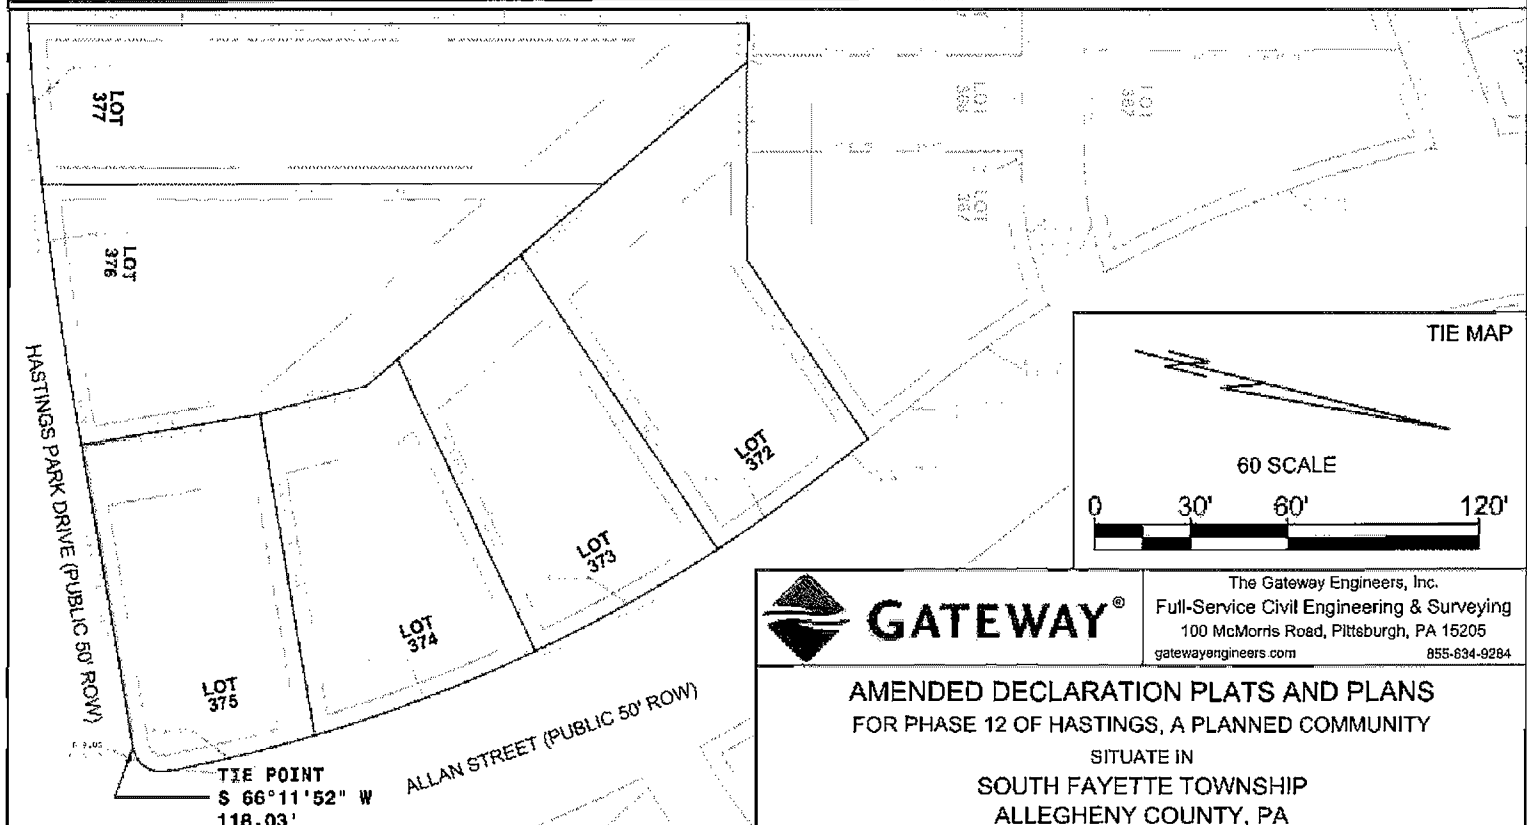 LOT
377
LOT
376
HASTINGS PARK DRIVE (PUBLIC 50' ROW)
LOT
375
LOT
374
LOT
373
LOT
372
LOT
LOT
367
LOT
ALLAN STREET (PUBLIC 50' ROW)
TIE POINT
S 66°11'52" W
118.03'
TIE MAP
60 SCALE
0 30' 60' 120'
GATEWAY®
The Gateway Engineers, Inc.
Full-Service Civil Engineering & Surveying
100 McMorris Road, Pittsburgh, PA 15205
gatewayengineers.com 855-634-9284
AMENDED DECLARATION PLATS AND PLANS
FOR PHASE 12 OF HASTINGS, A PLANNED COMMUNITY
SITUATE IN
SOUTH FAYETTE TOWNSHIP
ALLEGHENY COUNTY, PA